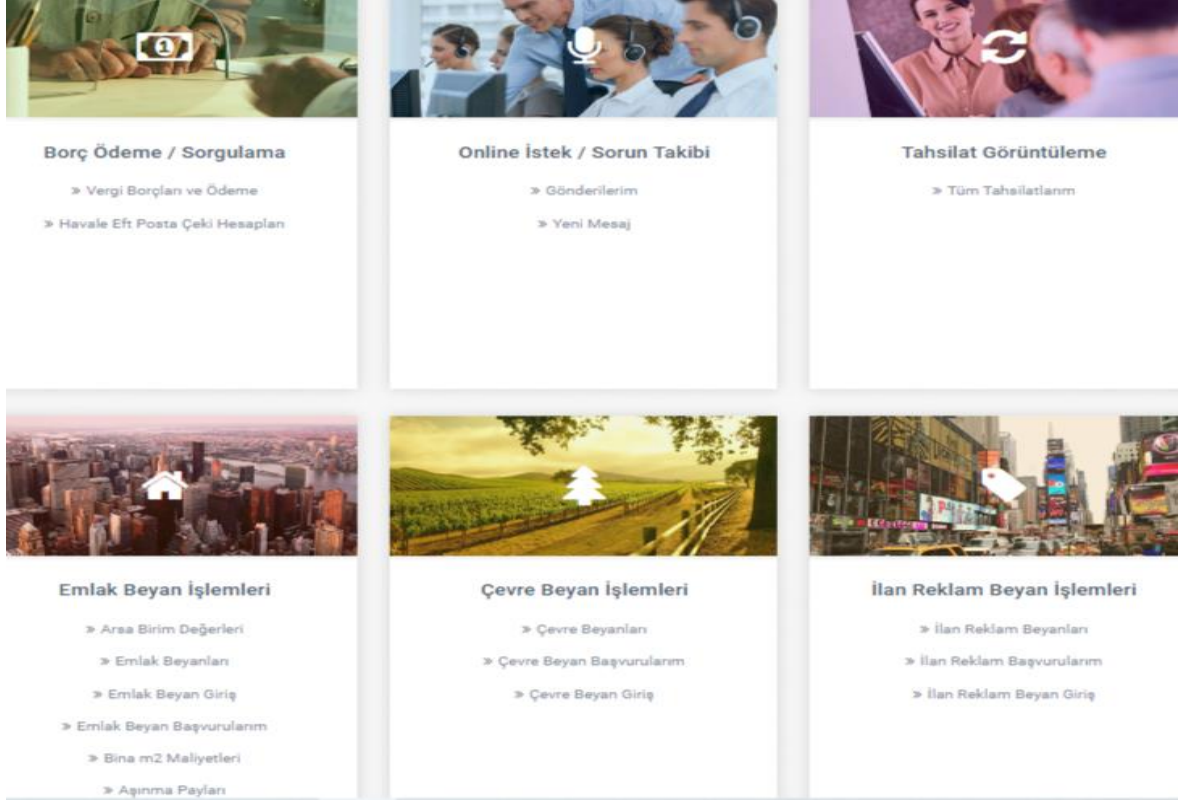 Borç Ödeme / Sorgulama
» Vergi Borçları ve Ödeme
» Havale Eft Posta Çeki Hesapları
Online İstek / Sorun Takibi
» Gönderilerim
» Yeni Mesaj
Tahsilat Görüntüleme
» Tüm Tahsilatlarım
Emlak Beyan İşlemleri
» Arsa Birim Değerleri
» Emlak Beyanları
» Emlak Beyan Giriş
» Emlak Beyan Başvurularım
» Bina m2 Maliyetleri
» Aşınma Payları
Çevre Beyan İşlemleri
» Çevre Beyanları
» Çevre Beyan Başvurularım
» Çevre Beyan Giriş
İlan Reklam Beyan İşlemleri
» İlan Reklam Beyanları
» İlan Reklam Başvurularım
» İlan Reklam Beyan Giriş